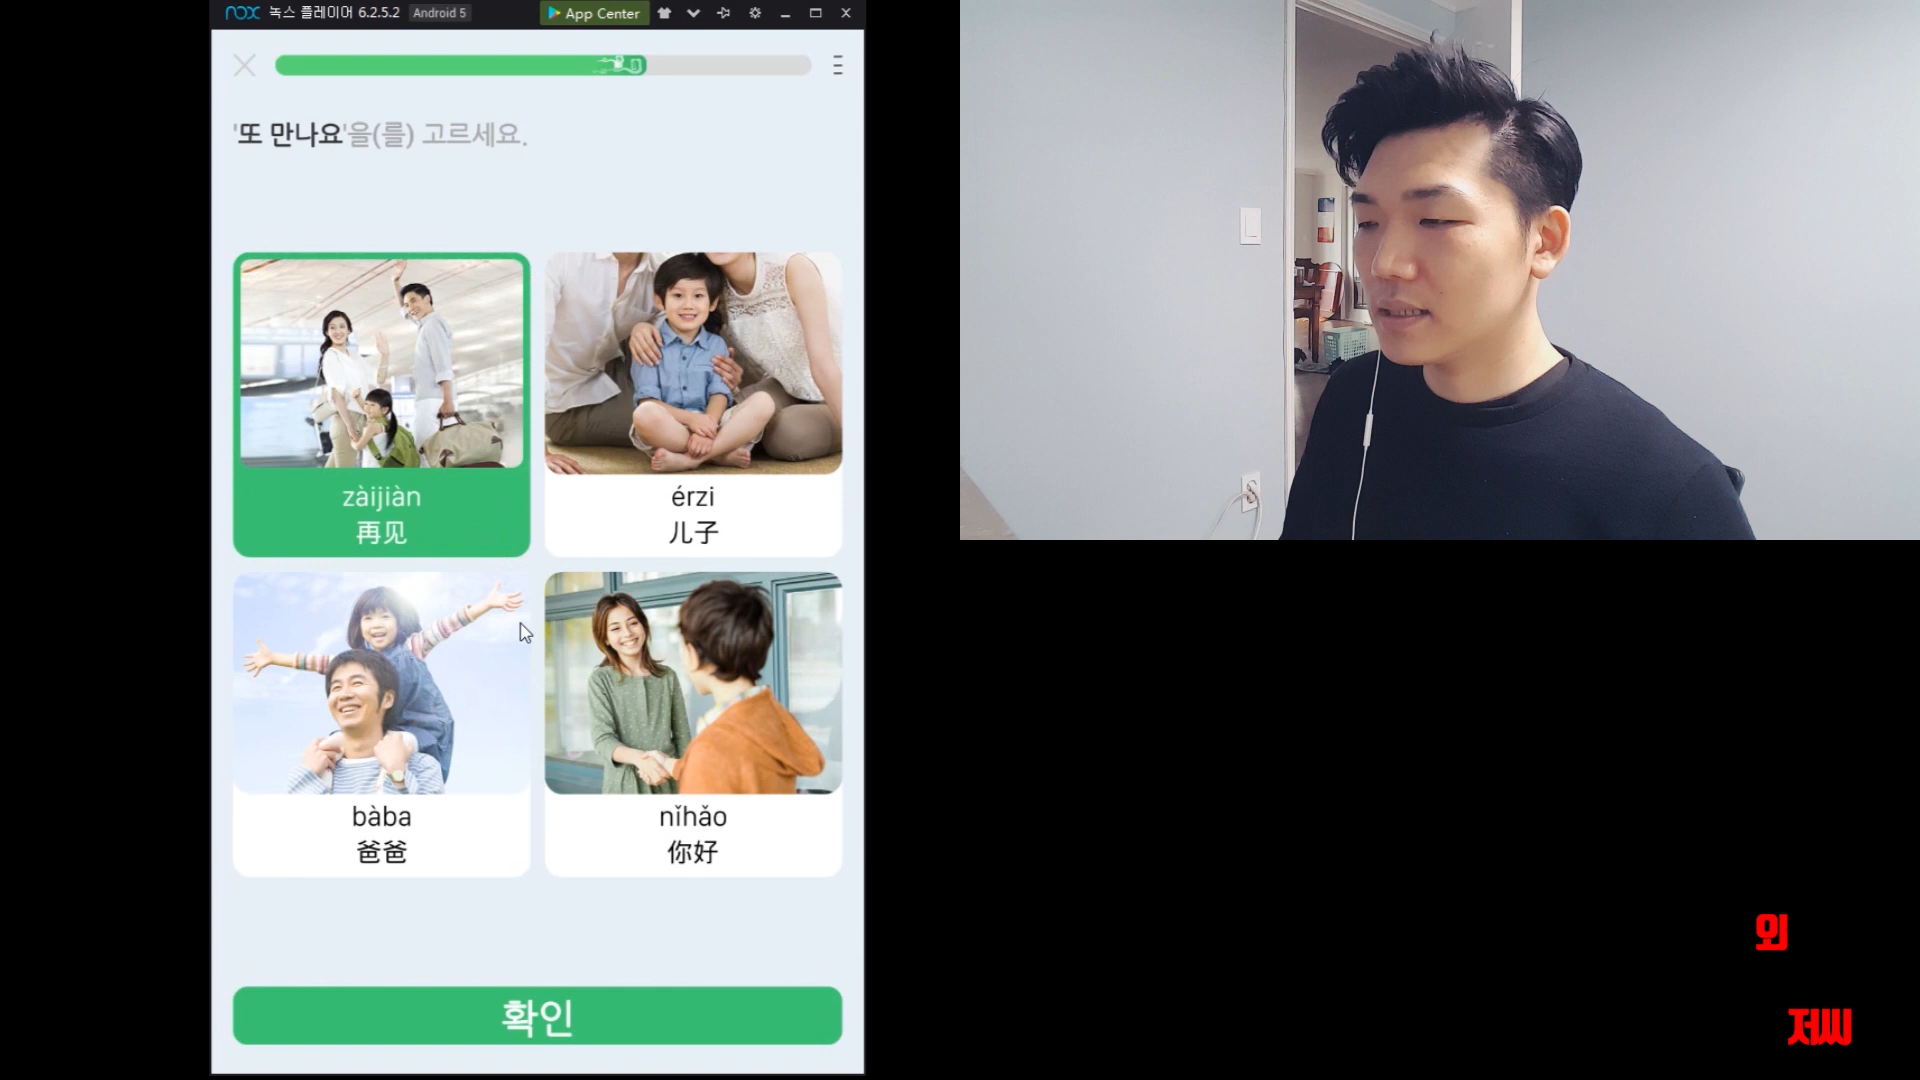 nox 녹스 플레이어 6.2.5.2 Android 5 App Center
'또 만나요'을(를) 고르세요.
zàijiàn
再见
érzi
儿子
bàba
爸爸
nǐhǎo
你好
확인
외
저씨